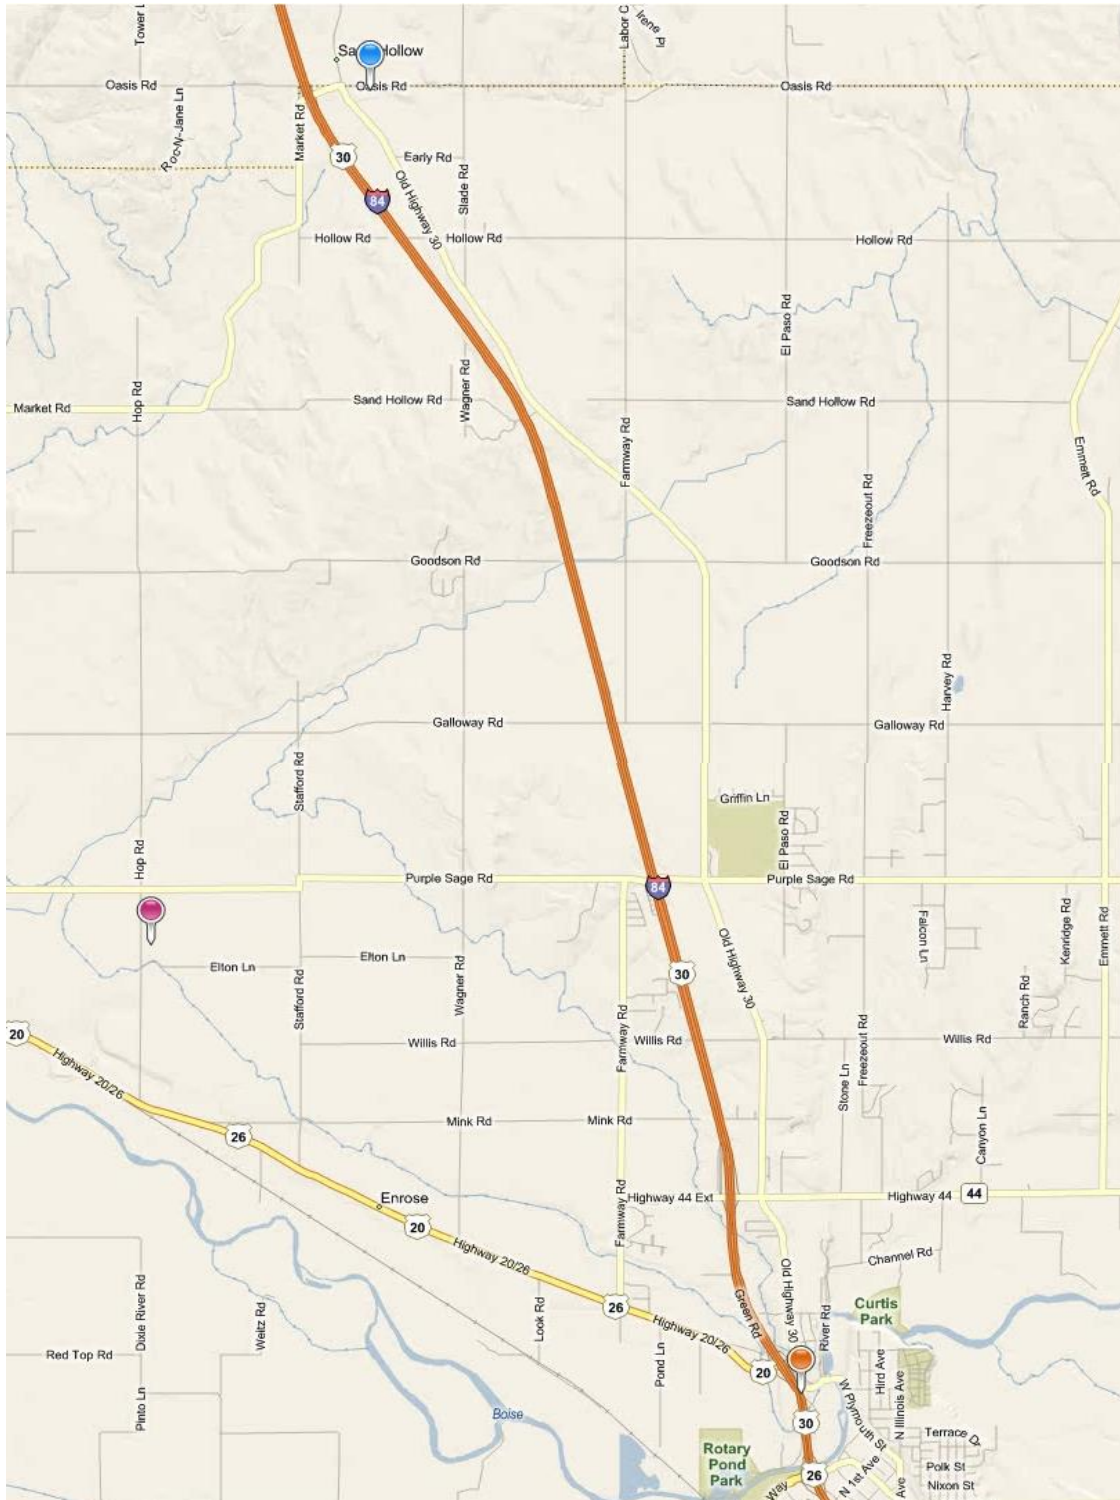 Tower
Labor C
Irene Pl
Sand Hollow
Oasis Rd
Oasis Rd
Oasis Rd
Roc-N-Jane Ln
Market Rd
30
Early Rd
84
Old Highway 30
Slade Rd
Hollow Rd
Hollow Rd
Hollow Rd
El Paso Rd
Hop Rd
Wagner Rd
Market Rd
Sand Hollow Rd
Sand Hollow Rd
Farmway Rd
Emmett Rd
Freezeout Rd
Goodson Rd
Goodson Rd
Harvey Rd
Galloway Rd
Galloway Rd
Stafford Rd
Griffin Ln
El Paso Rd
Hop Rd
Purple Sage Rd
84
Purple Sage Rd
Falcon Ln
Kenridge Rd
Emmett Rd
Old Highway 30
Elton Ln
Elton Ln
Wagner Rd
30
Stafford Rd
Ranch Rd
20
Highway 20/26
Willis Rd
Farmway Rd
Willis Rd
Freezeout Rd
Willis Rd
Stone Ln
26
Mink Rd
Mink Rd
Canyon Ln
Enrose
20
Farmway Rd
Highway 44 Ext
Highway 44
44
Highway 20/26
Channel Rd
Old Highway 30
Dixie River Rd
Weitz Rd
Look Rd
26
Green Rd
River Rd
Curtis
Park
Highway 20/26
Red Top Rd
Pond Ln
20
Hird Ave
N Illinois Ave
Pinto Ln
Boise
30
W Plymouth St
Terrace Dr
Rotary
Pond
Park
Polk St
26
N 1st Ave
Nixon St
Way
Ave